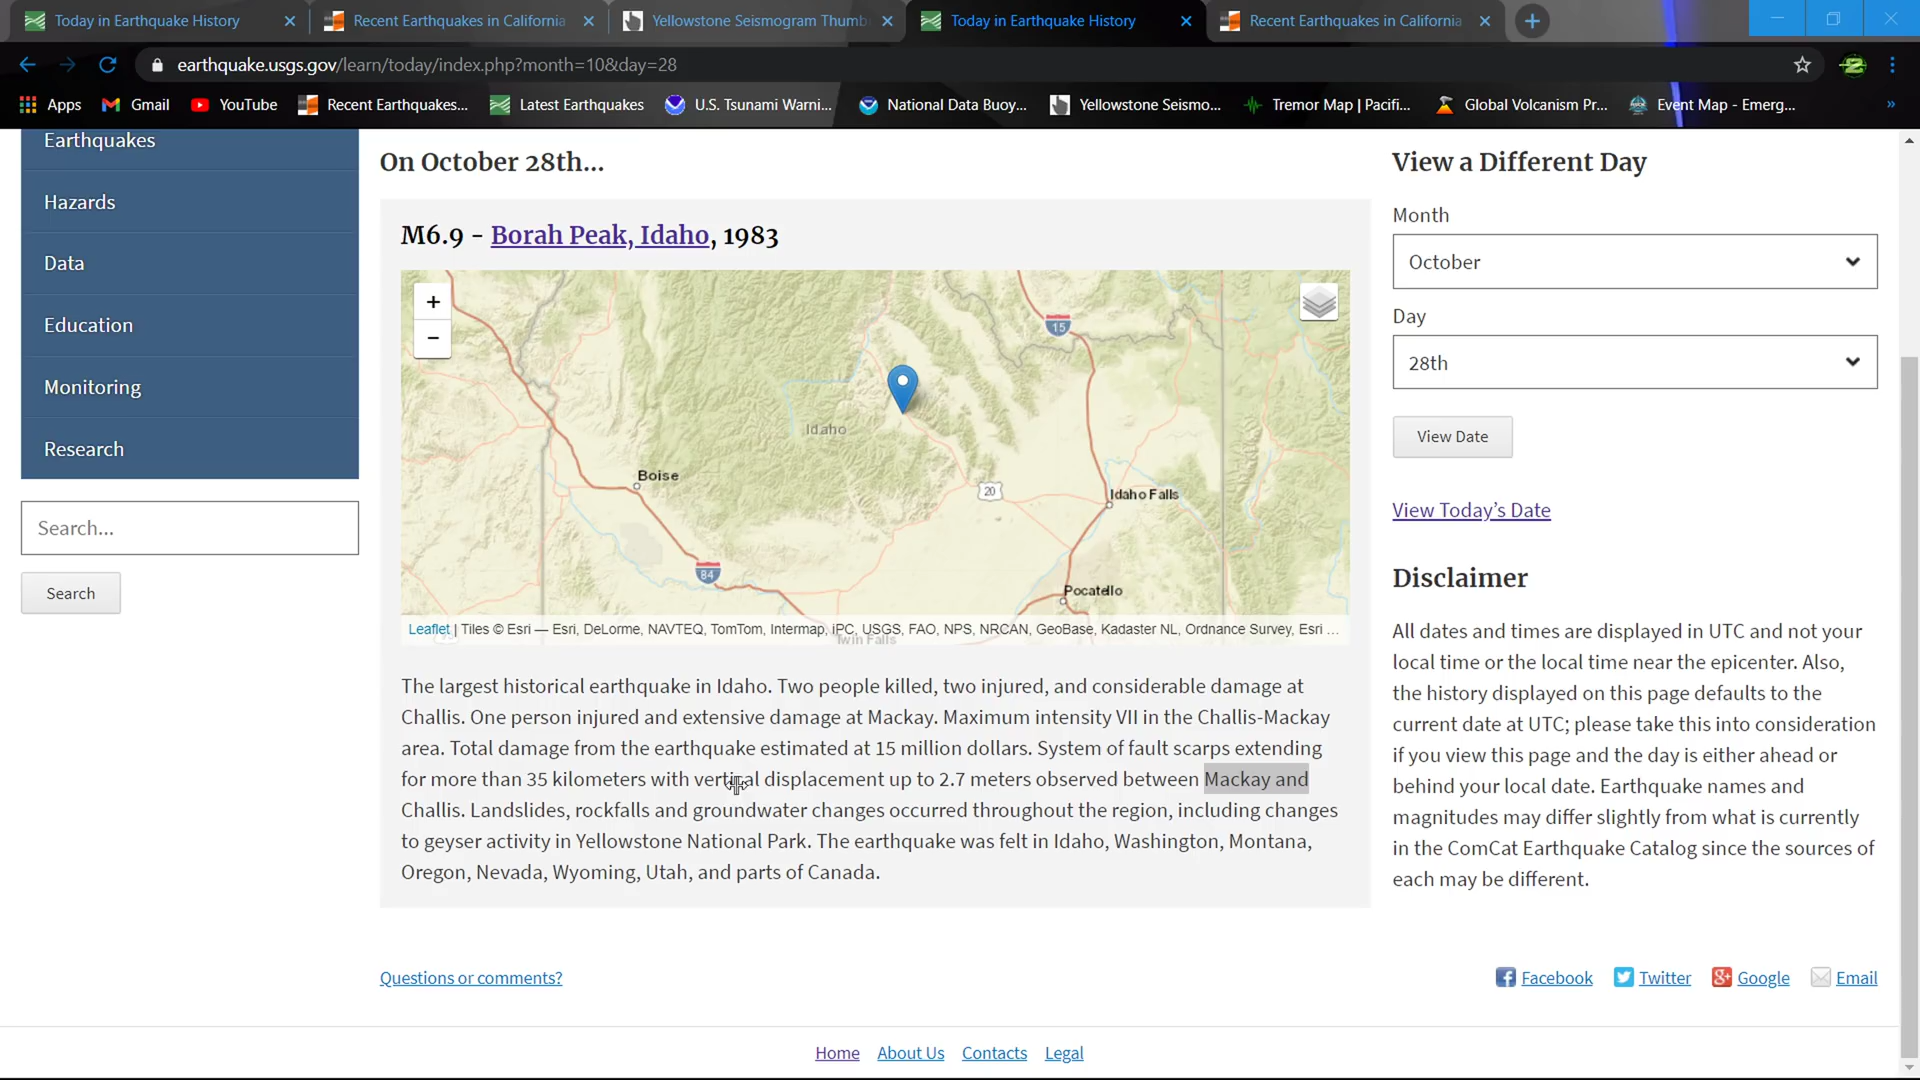 Today in Earthquake History
Recent Earthquakes in California
Yellowstone Seismogram Thumb
Today in Earthquake History
Recent Earthquakes in California
earthquake.usgs.gov/learn/today/index.php?month=10&day=28
Apps
Gmail
YouTube
Recent Earthquakes...
Latest Earthquakes
U.S. Tsunami Warni...
National Data Buoy...
Yellowstone Seismo...
Tremor Map | Pacifi...
Global Volcanism Pr...
Event Map - Emerg...
»
Earthquakes
Hazards
Data
Education
Monitoring
Research
Search...
Search
On October 28th...
M6.9 - Borah Peak, Idaho, 1983
+
−
15
Idaho
Boise
20
Idaho Falls
84
Pocatello
Twin Falls
Leaflet | Tiles © Esri — Esri, DeLorme, NAVTEQ, TomTom, Intermap, iPC, USGS, FAO, NPS, NRCAN, GeoBase, Kadaster NL, Ordnance Survey, Esri ...
The largest historical earthquake in Idaho. Two people killed, two injured, and considerable damage at
Challis. One person injured and extensive damage at Mackay. Maximum intensity VII in the Challis-Mackay
area. Total damage from the earthquake estimated at 15 million dollars. System of fault scarps extending
for more than 35 kilometers with vertical displacement up to 2.7 meters observed between Mackay and
Challis. Landslides, rockfalls and groundwater changes occurred throughout the region, including changes
to geyser activity in Yellowstone National Park. The earthquake was felt in Idaho, Washington, Montana,
Oregon, Nevada, Wyoming, Utah, and parts of Canada.
View a Different Day
Month
October
Day
28th
View Date
View Today's Date
Disclaimer
All dates and times are displayed in UTC and not your
local time or the local time near the epicenter. Also,
the history displayed on this page defaults to the
current date at UTC; please take this into consideration
if you view this page and the day is either ahead or
behind your local date. Earthquake names and
magnitudes may differ slightly from what is currently
in the ComCat Earthquake Catalog since the sources of
each may be different.
Questions or comments?
Facebook
Twitter
Google
Email
Home
About Us
Contacts
Legal